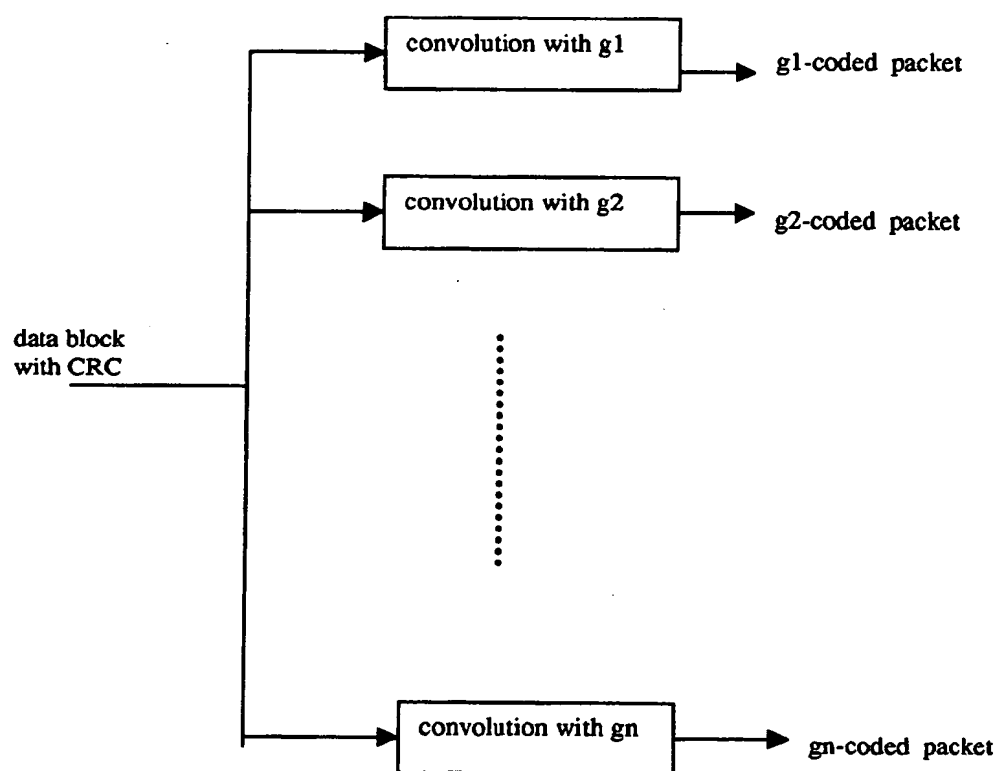 convolution with g1
g1-coded packet
convolution with g2
g2-coded packet
data block
with CRC
convolution with gn
gn-coded packet